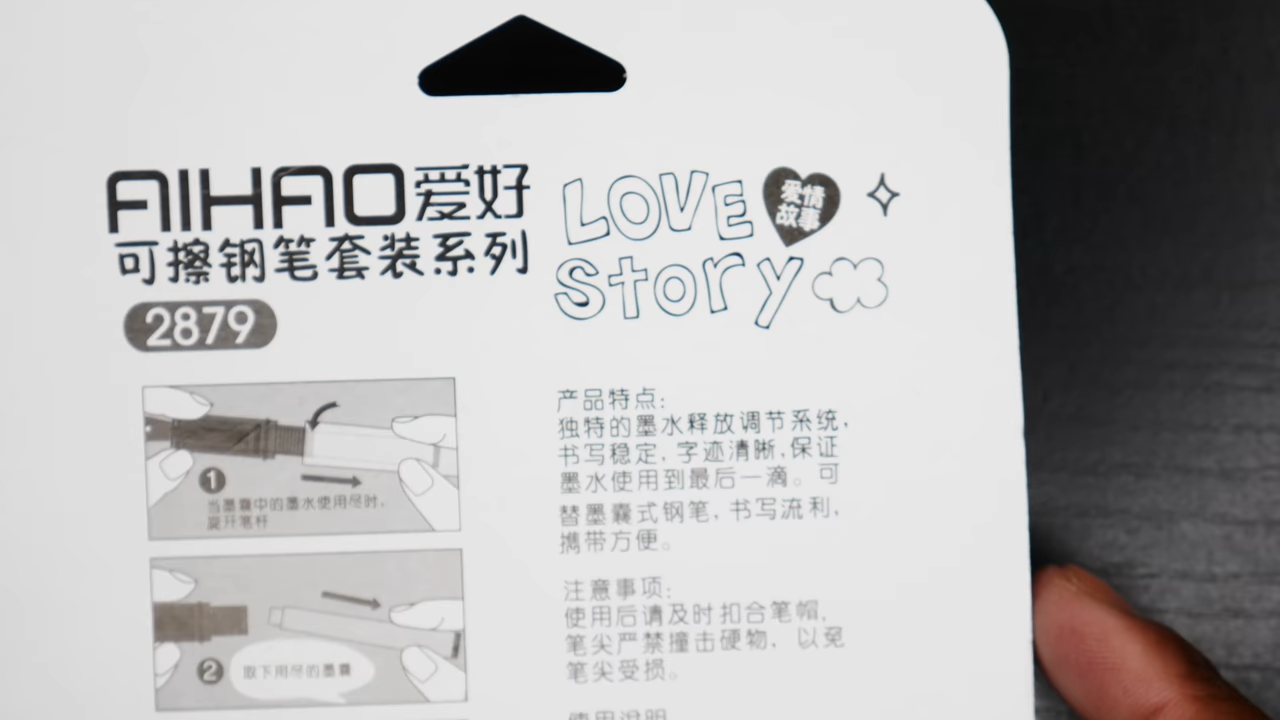 AIHAO爱好
可擦钢笔套装系列
2879
LOVE
爱情
故事
Story
1
当墨囊中的墨水使用尽时,
旋开笔杆
2
取下用尽的墨囊
产品特点:
独特的墨水释放调节系统,
书写稳定,字迹清晰,保证
墨水使用到最后一滴。可
替墨囊式钢笔,书写流利,
携带方便。
注意事项:
使用后请及时扣合笔帽,
笔尖严禁撞击硬物, 以免
笔尖受损。
使用说明